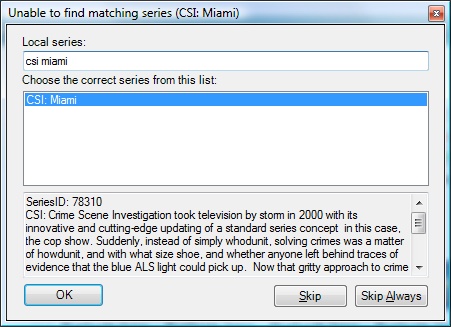 Unable to find matching series (CSI: Miami)
Local series:
csi miami
Choose the correct series from this list:
CSI: Miami
SeriesID: 78310
CSI: Crime Scene Investigation took television by storm in 2000 with its
innovative and cutting-edge updating of a standard series concept  in this case,
the cop show. Suddenly, instead of simply whodunit, solving crimes was a matter
of howdunit, and with what size shoe, and whether anyone left behind traces of
evidence that the blue ALS light could pick up.  Now that gritty approach to crime
OK
Skip
Skip Always